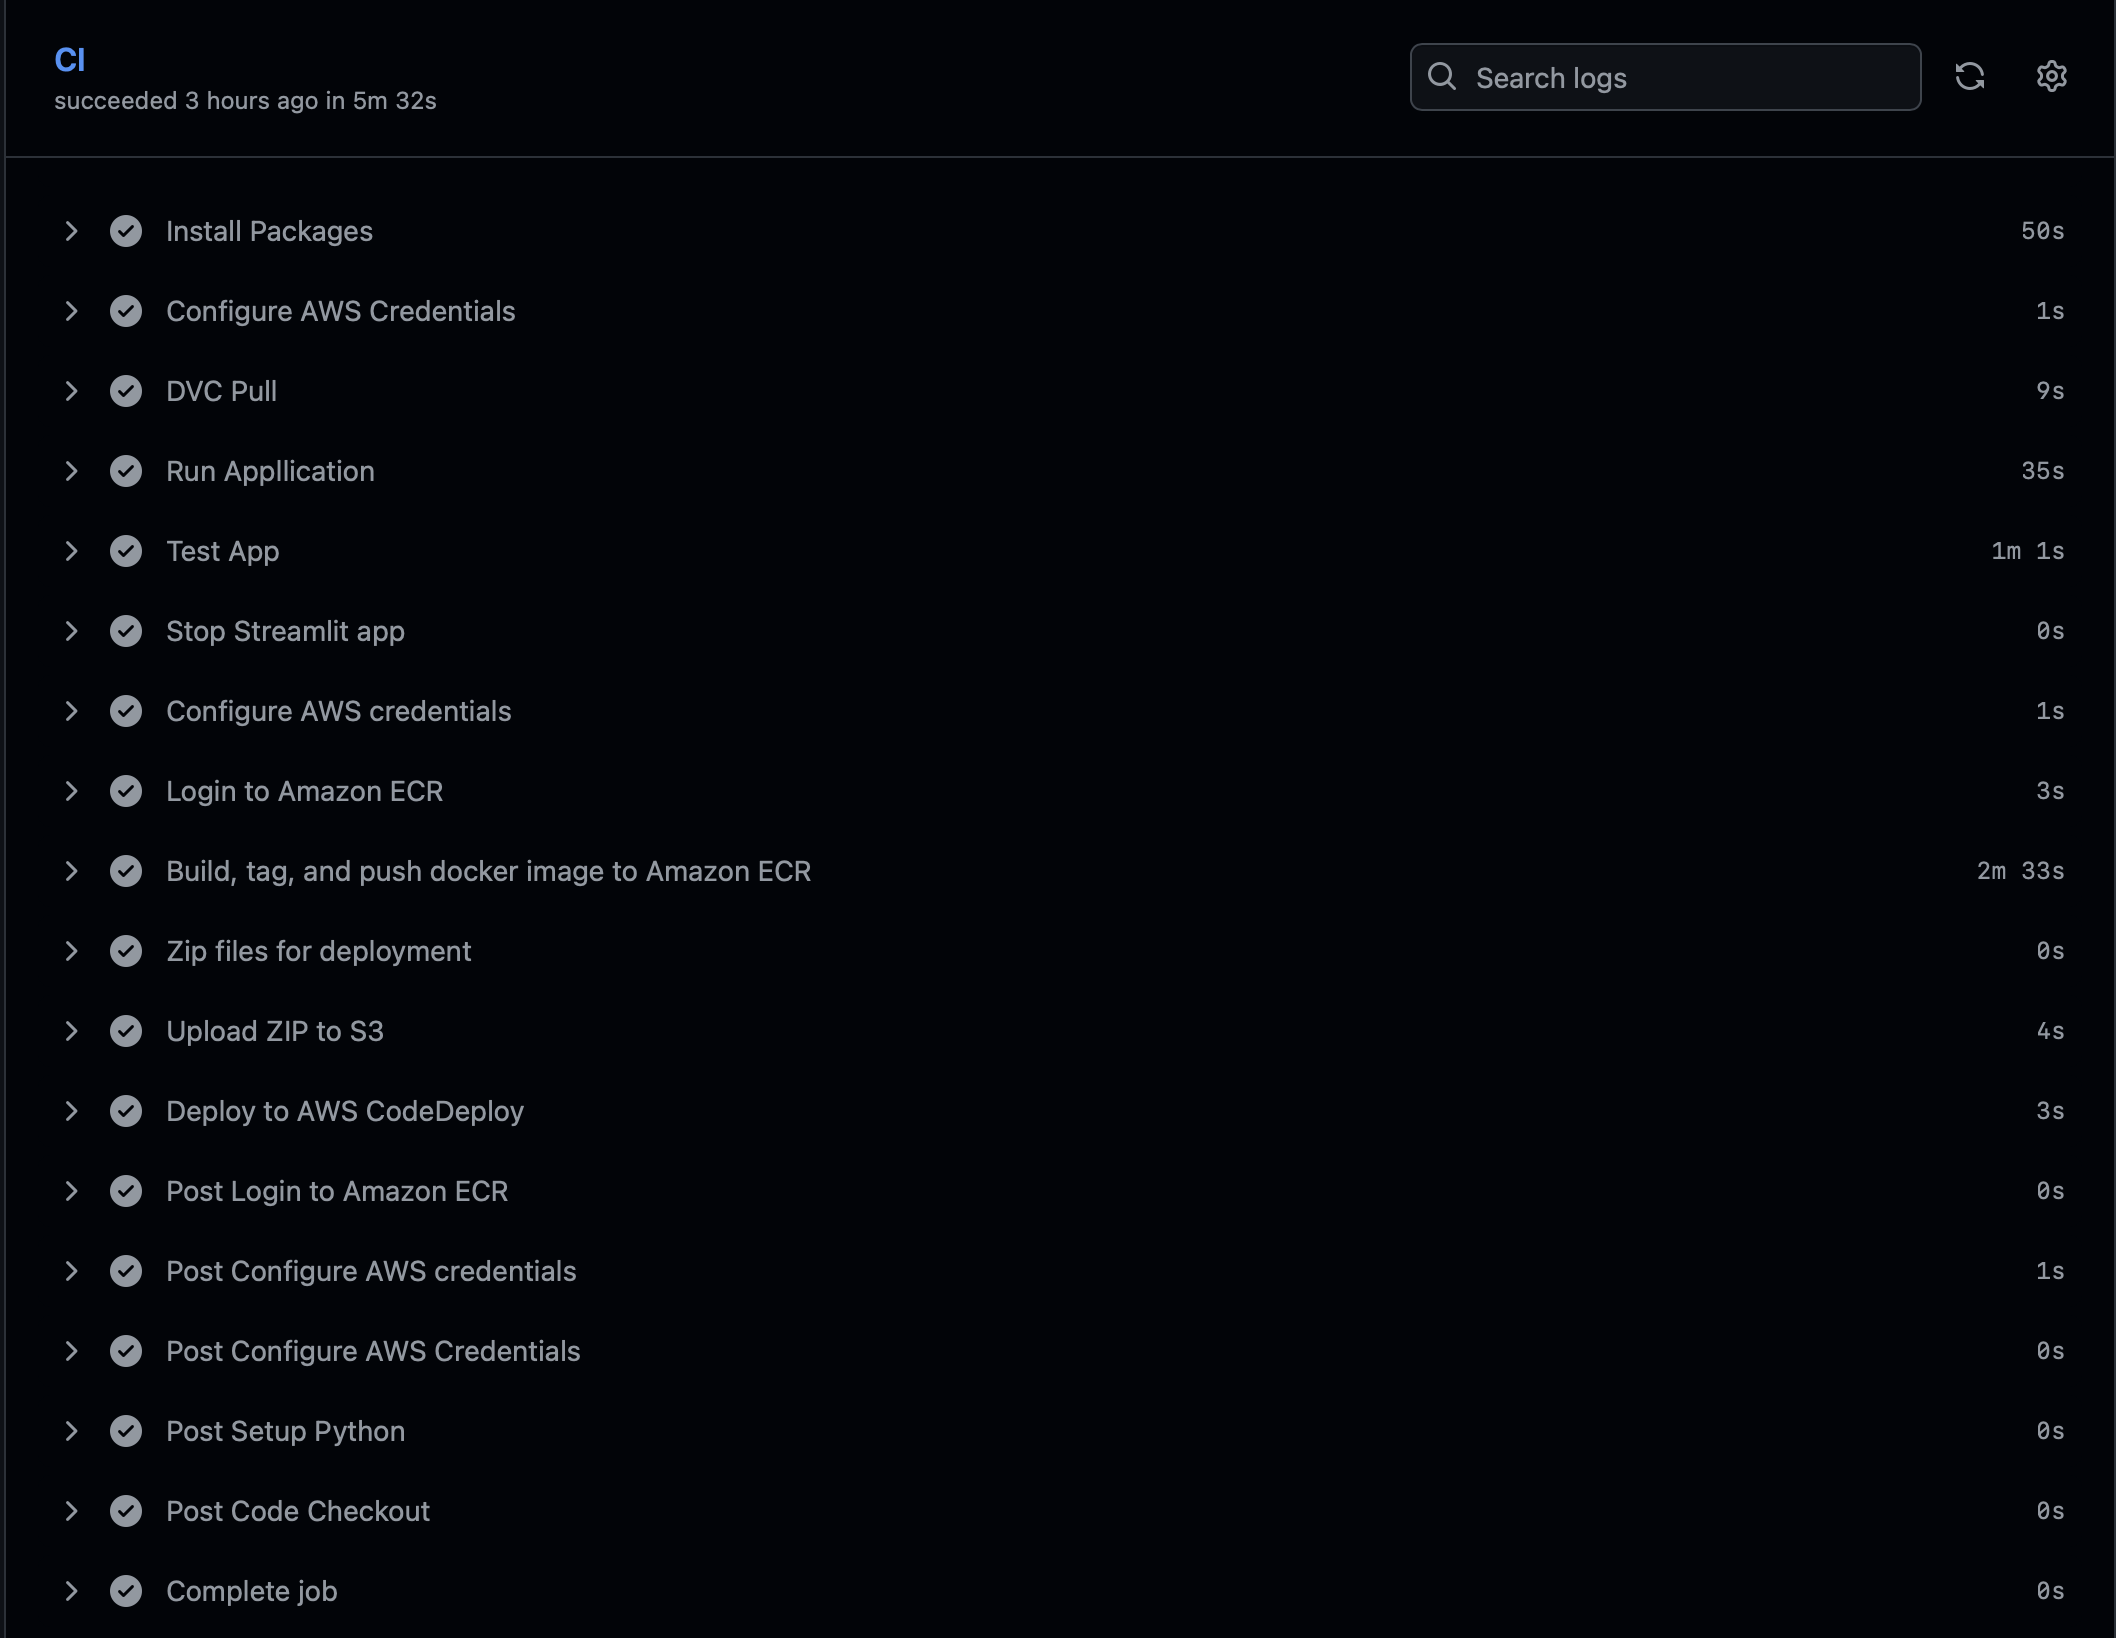 CI
succeeded 3 hours ago in 5m 32s
Search logs
Install Packages 50s
Configure AWS Credentials 1s
DVC Pull 9s
Run Appllication 35s
Test App 1m 1s
Stop Streamlit app 0s
Configure AWS credentials 1s
Login to Amazon ECR 3s
Build, tag, and push docker image to Amazon ECR 2m 33s
Zip files for deployment 0s
Upload ZIP to S3 4s
Deploy to AWS CodeDeploy 3s
Post Login to Amazon ECR 0s
Post Configure AWS credentials 1s
Post Configure AWS Credentials 0s
Post Setup Python 0s
Post Code Checkout 0s
Complete job 0s